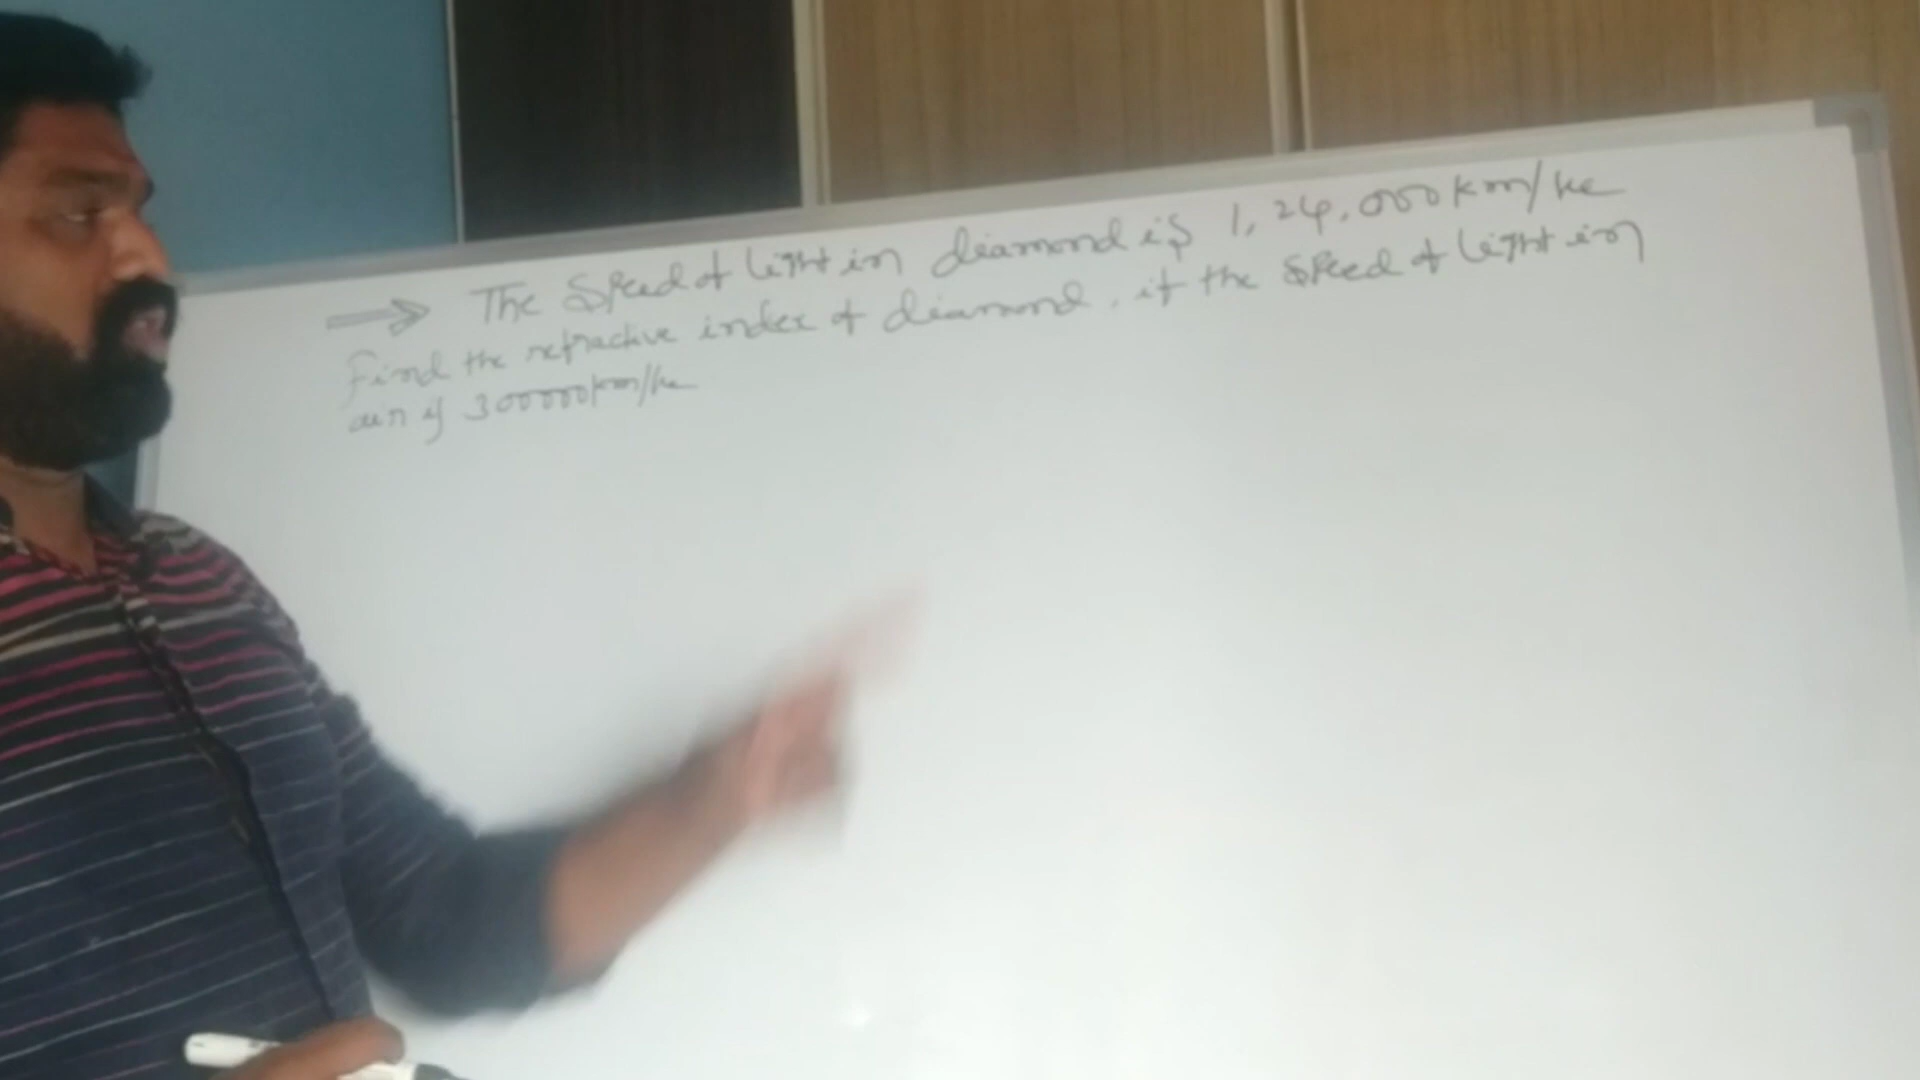 The Speed of light in diamond is 1,24,000 km/se
Find the refractive index of diamond, if the speed of light in
air is 300000 km/se